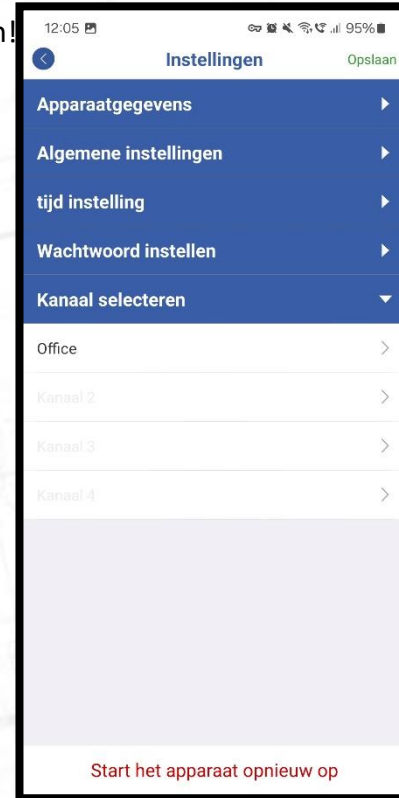 n!
12:05
95%
Instellingen
Opslaan
Apparaatgegevens
Algemene instellingen
tijd instelling
Wachtwoord instellen
Kanaal selecteren
Office
Kanaal 2
Kanaal 3
Kanaal 4
Start het apparaat opnieuw op